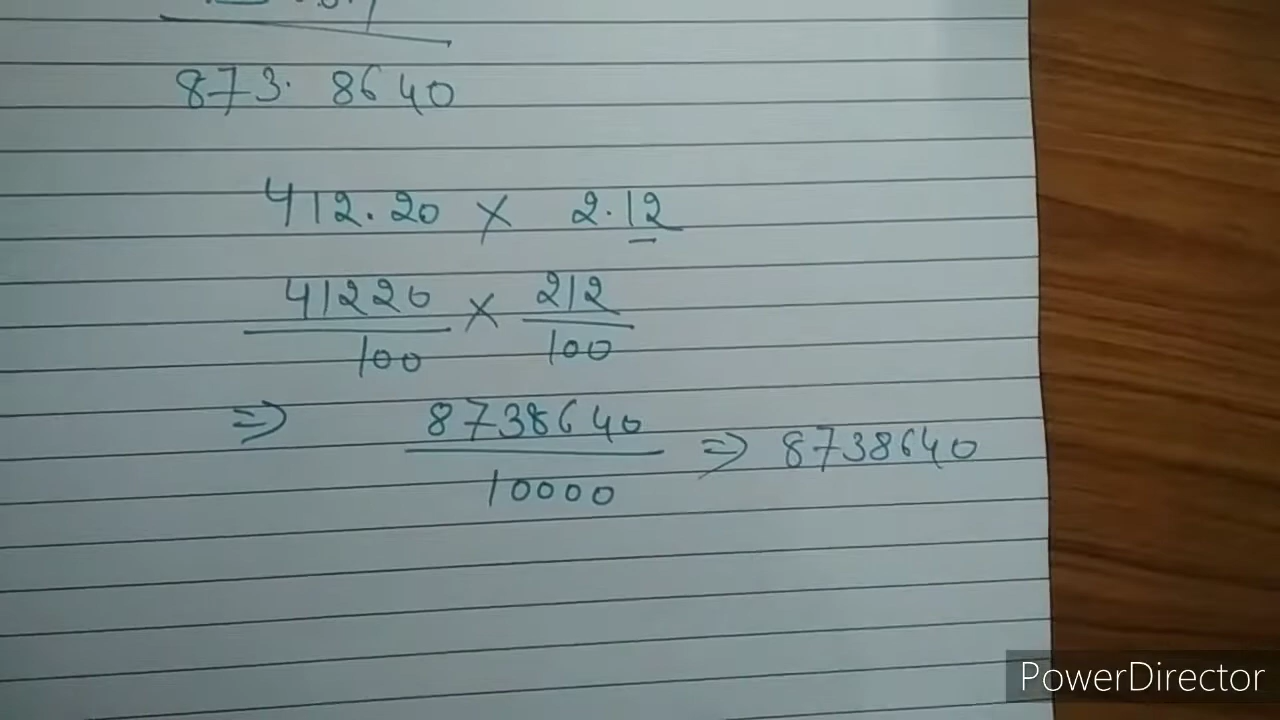 873. 8640
412.20 × 2.12
41220 × 212
100 100
⇒ 8738640 ⇒ 8738640
10000
PowerDirector